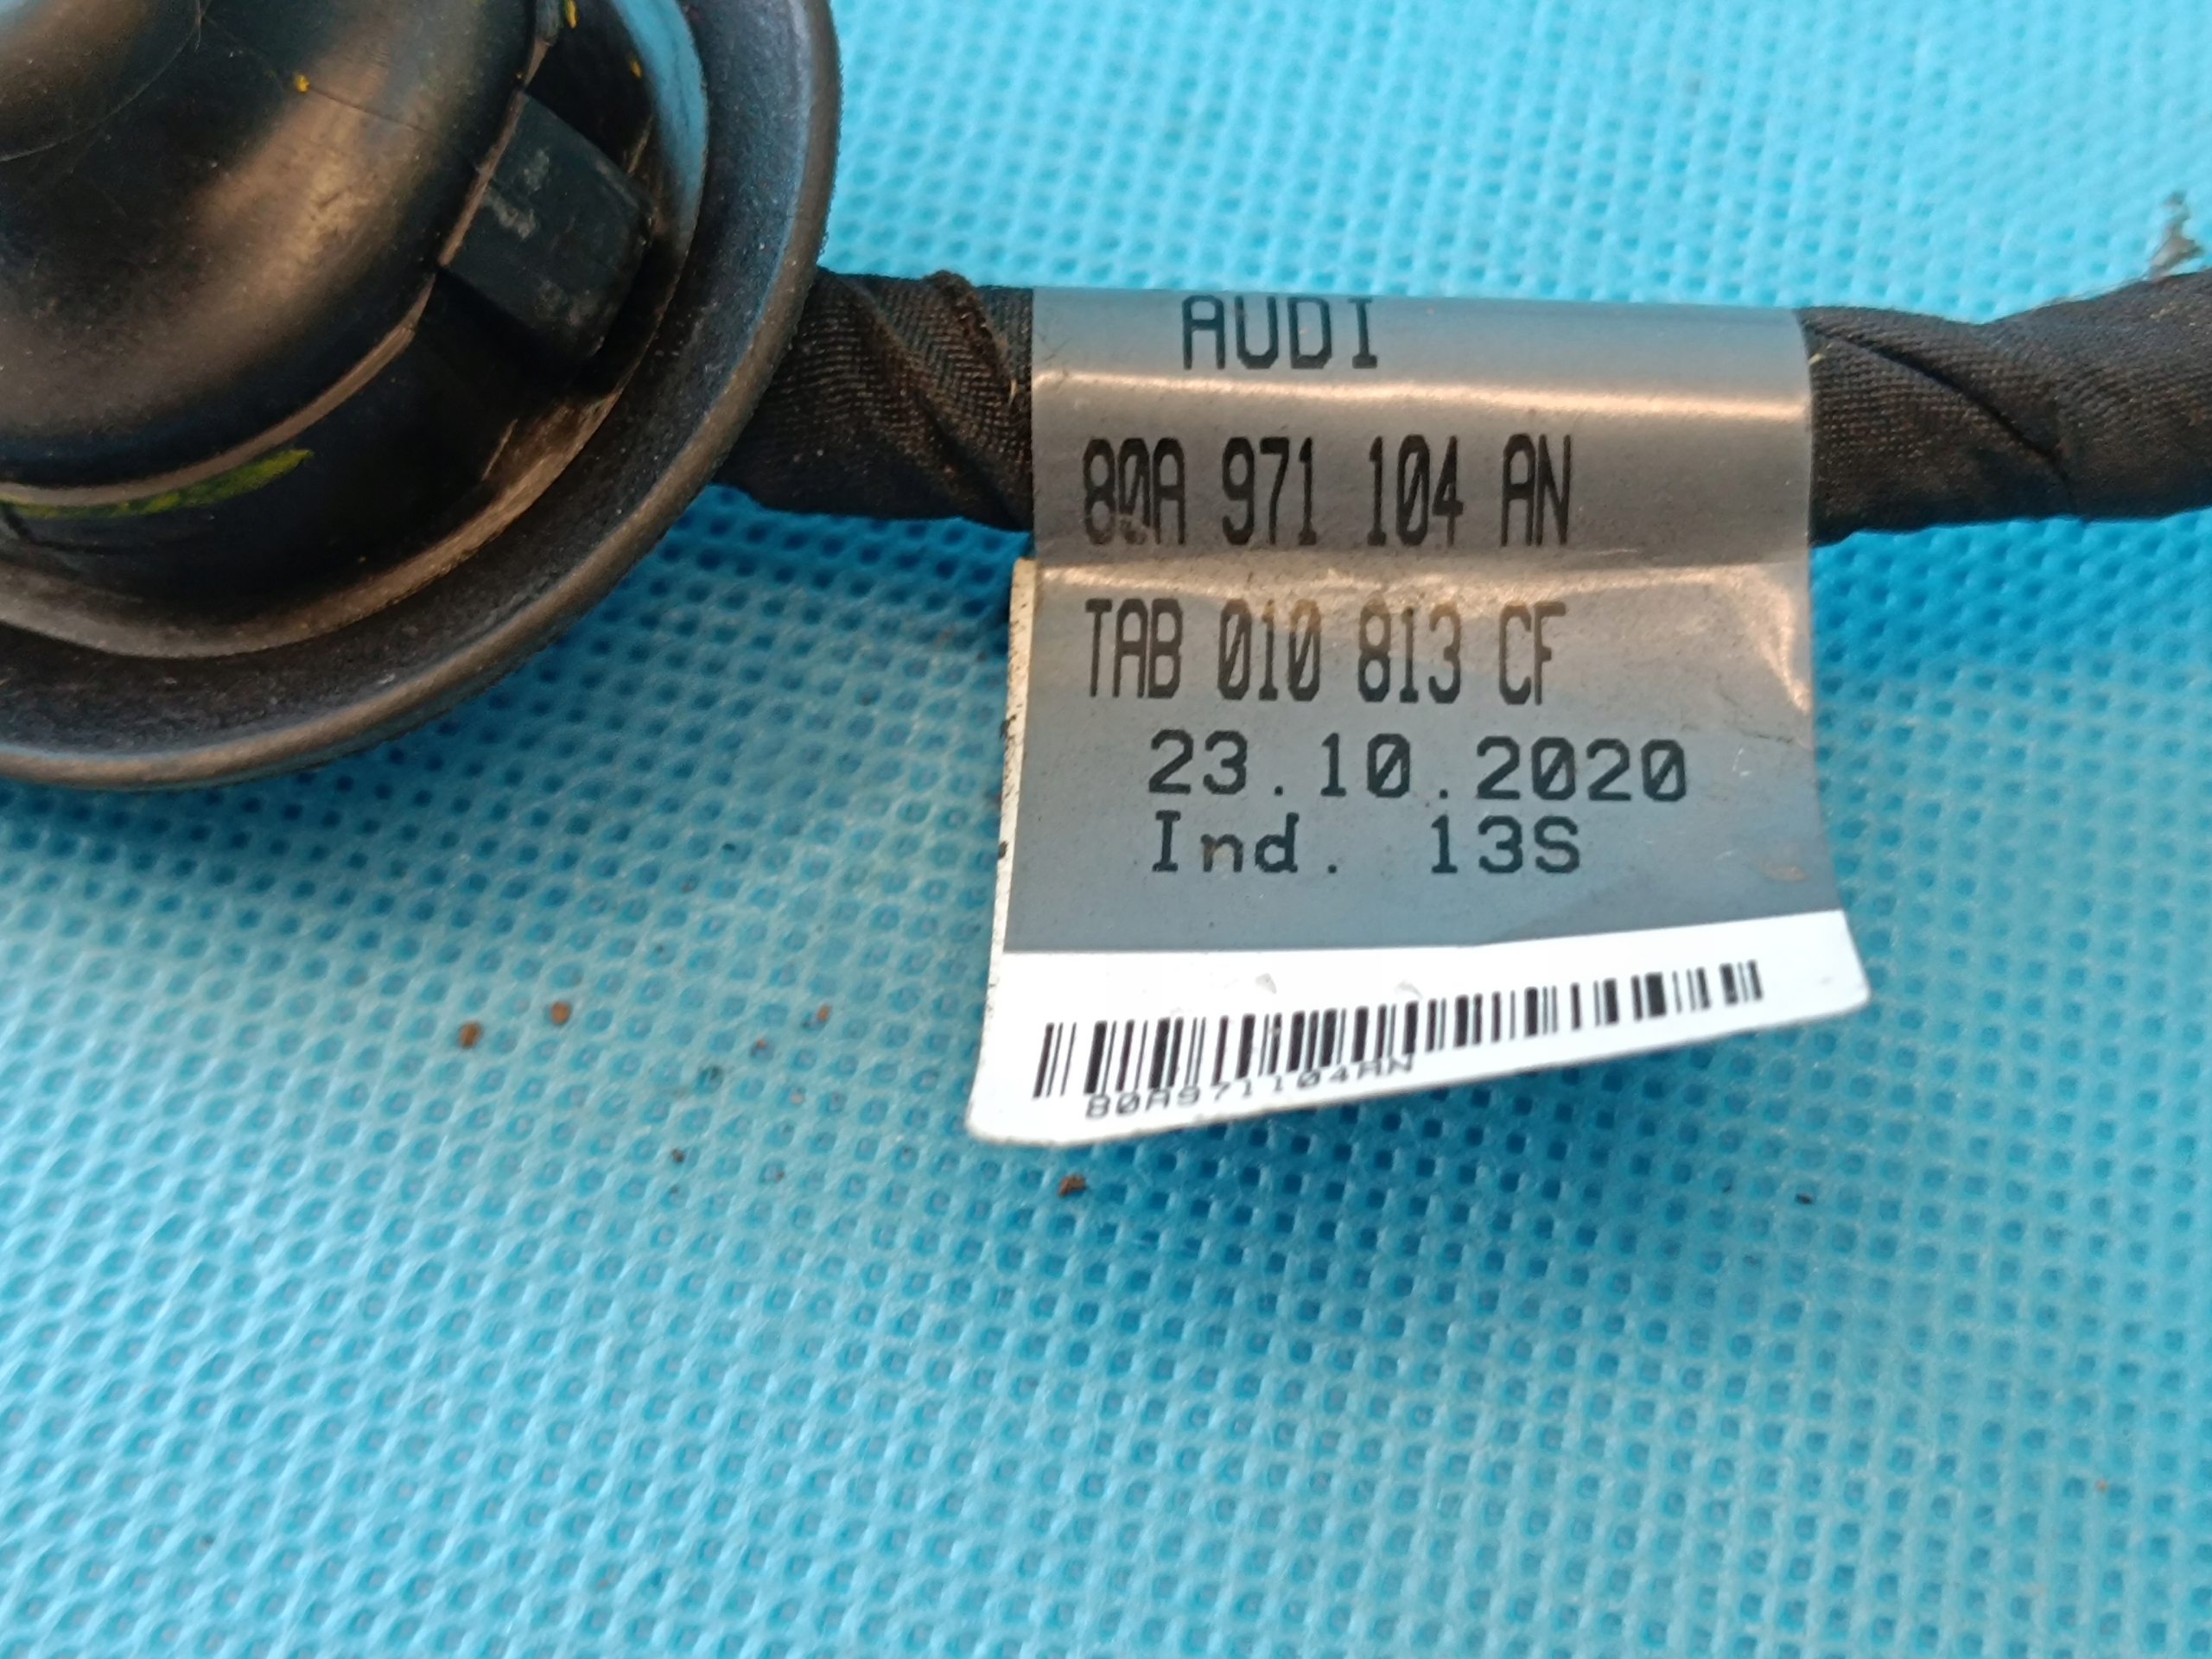 AUDI
80A 971 104 AN
TAB 010 813 CF
23.10.2020
Ind. 13S
80A971104AN